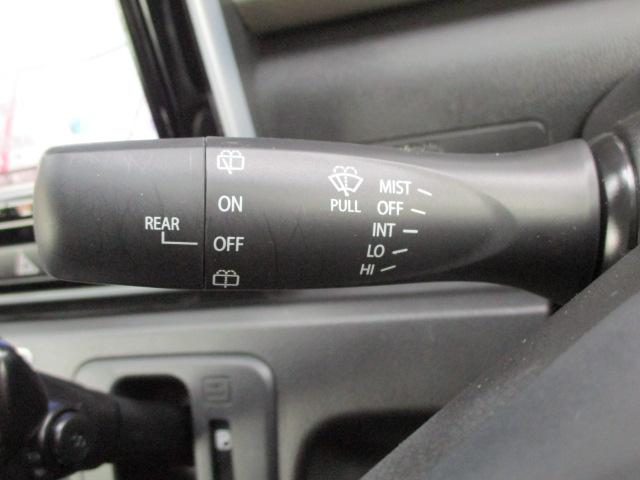 REAR
ON
OFF
PULL
MIST
OFF
INT
LO
HI